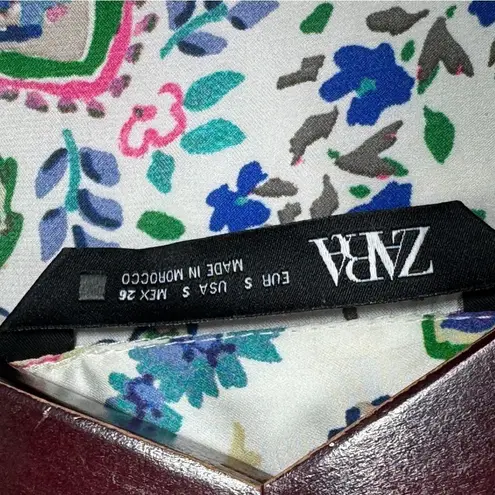 ZARA
EUR S USA S MEX 26
MADE IN MOROCCO